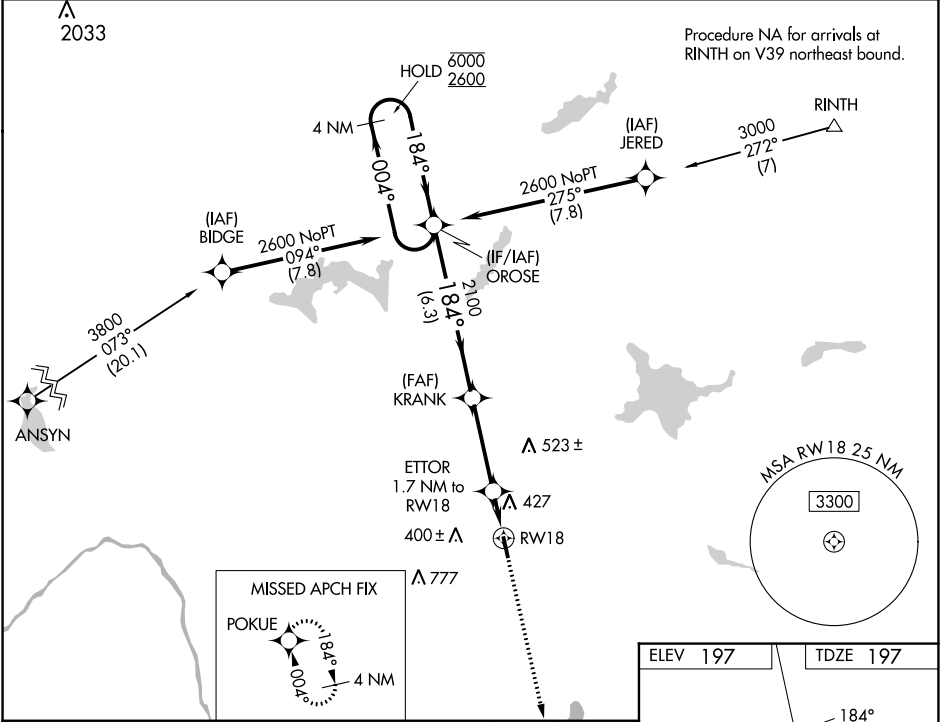 2033
Procedure NA for arrivals at
RINTH on V39 northeast bound.
HOLD
6000
2600
4 NM
184°
004°
RINTH
3000
272°
(7)
(IAF)
JERED
2600 NoPT
275°
(7.8)
(IAF)
BIDGE
2600 NoPT
094°
(7.8)
(IF/IAF)
OROSE
2100
184°
(6.3)
3800
073°
(20.1)
ANSYN
(FAF)
KRANK
523 ±
ETTOR
1.7 NM to
RW18
427
400 ±
RW18
777
MSA RW18 25 NM
3300
MISSED APCH FIX
POKUE
184°
004°
4 NM
ELEV 197
TDZE 197
184°